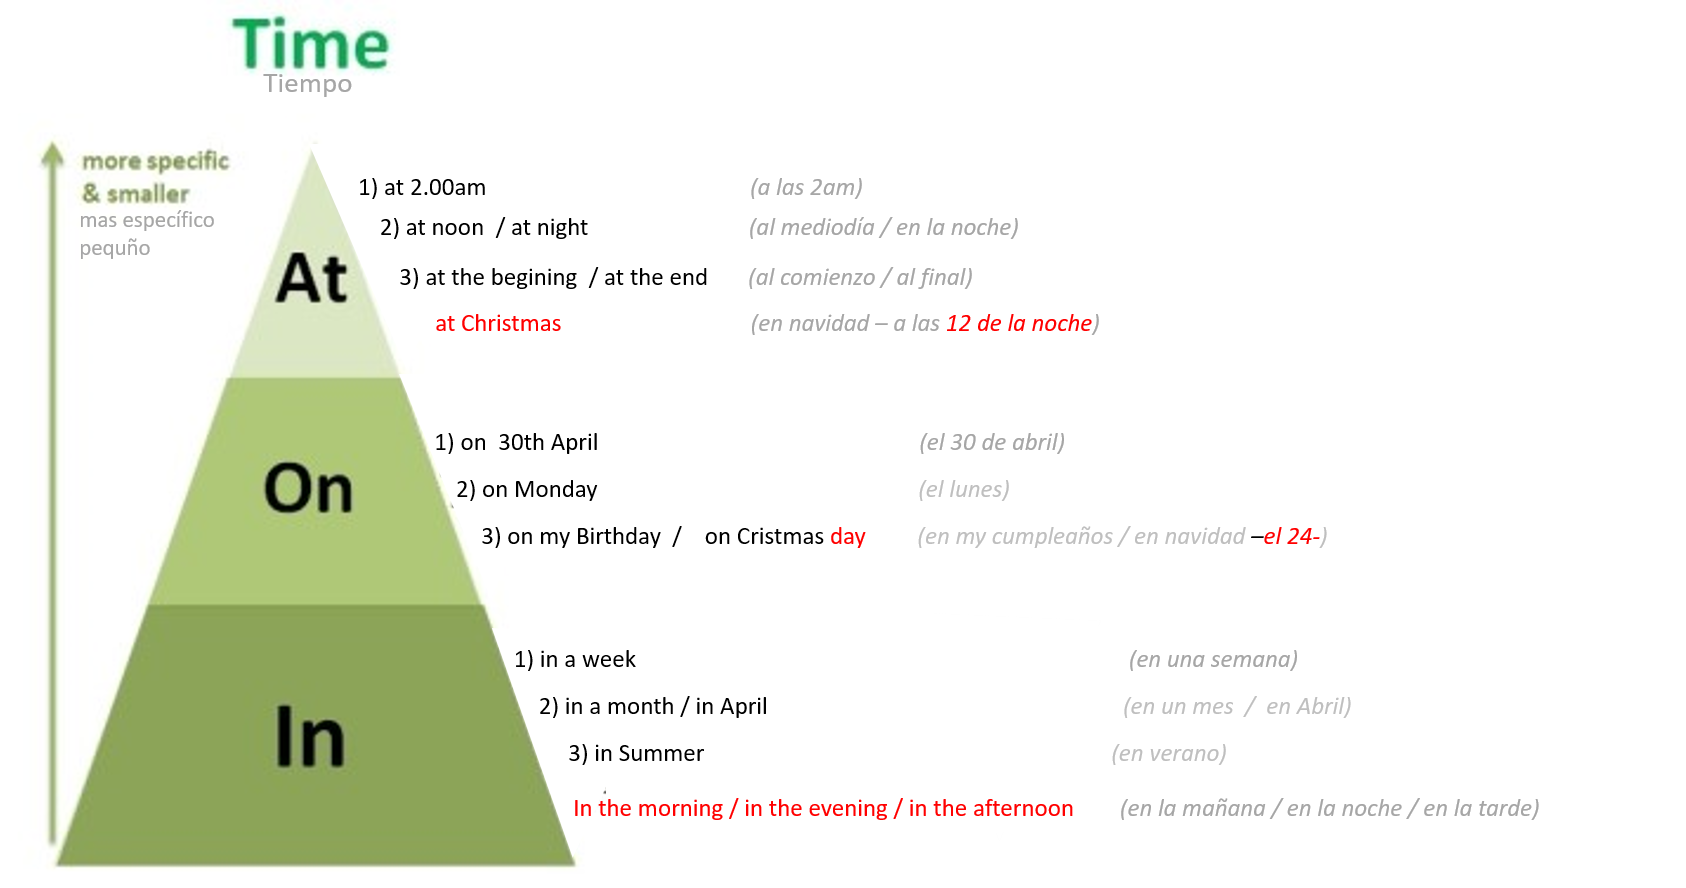 Time
Tiempo
more specific
& smaller
mas específico
pequño
At
1) at 2.00am (a las 2am)
2) at noon / at night (al mediodía / en la noche)
3) at the begining / at the end (al comienzo / al final)
at Christmas (en navidad – a las 12 de la noche)
On
1) on 30th April (el 30 de abril)
2) on Monday (el lunes)
3) on my Birthday / on Cristmas day (en my cumpleaños / en navidad –el 24-)
In
1) in a week (en una semana)
2) in a month / in April (en un mes / en Abril)
3) in Summer (en verano)
In the morning / in the evening / in the afternoon (en la mañana / en la noche / en la tarde)